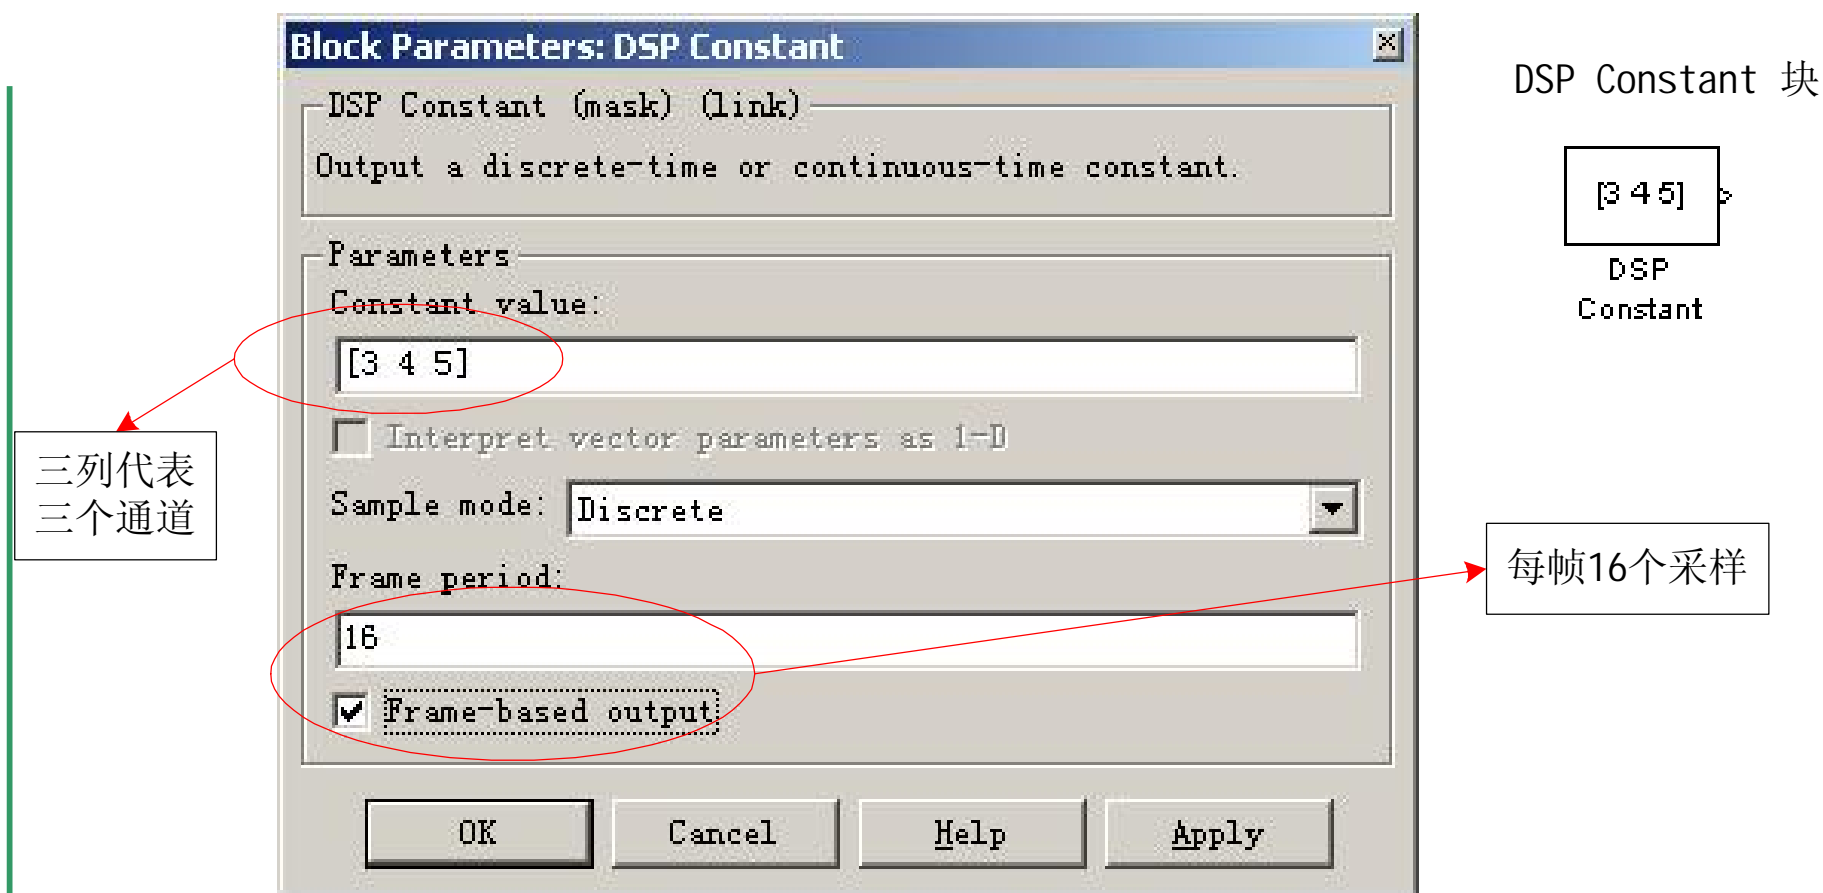 Block Parameters: DSP Constant
DSP Constant (mask) (link)
Output a discrete-time or continuous-time constant.
Parameters
Constant value:
[3 4 5]
Interpret vector parameters as 1-D
Sample mode: Discrete
Frame period:
16
Frame-based output
OK Cancel Help Apply
三列代表
三个通道
DSP Constant 块
[3 4 5]
DSP
Constant
每帧16个采样